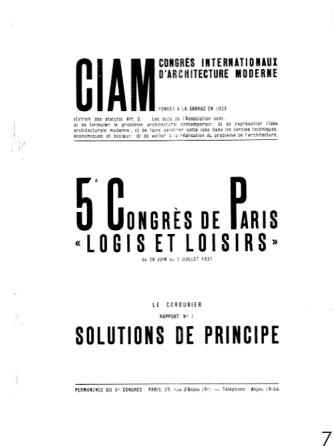 CIAM
CONGRÈS INTERNATIONAUX
D'ARCHITECTURE MODERNE
FONDÉS A LA SARRAZ EN 1928
(Extrait des statuts) Art. 2. Les buts de l'Association sont :
a) de formuler le problème architectural contemporain; b) de représenter l'idée
architecturale moderne; c) de faire pénétrer cette idée dans les cercles techniques,
économiques et sociaux; d) de veiller à la réalisation du problème de l'architecture.
5e CONGRÈS DE PARIS
« LOGIS ET LOISIRS »
du 28 JUIN au 2 JUILLET 1937
LE CORBUSIER
RAPPORT N° 1
SOLUTIONS DE PRINCIPE
PERMANENCE DU 5e CONGRÈS : PARIS, 23, rue d'Anjou (8e) — Téléphone : Anjou 19-64
7